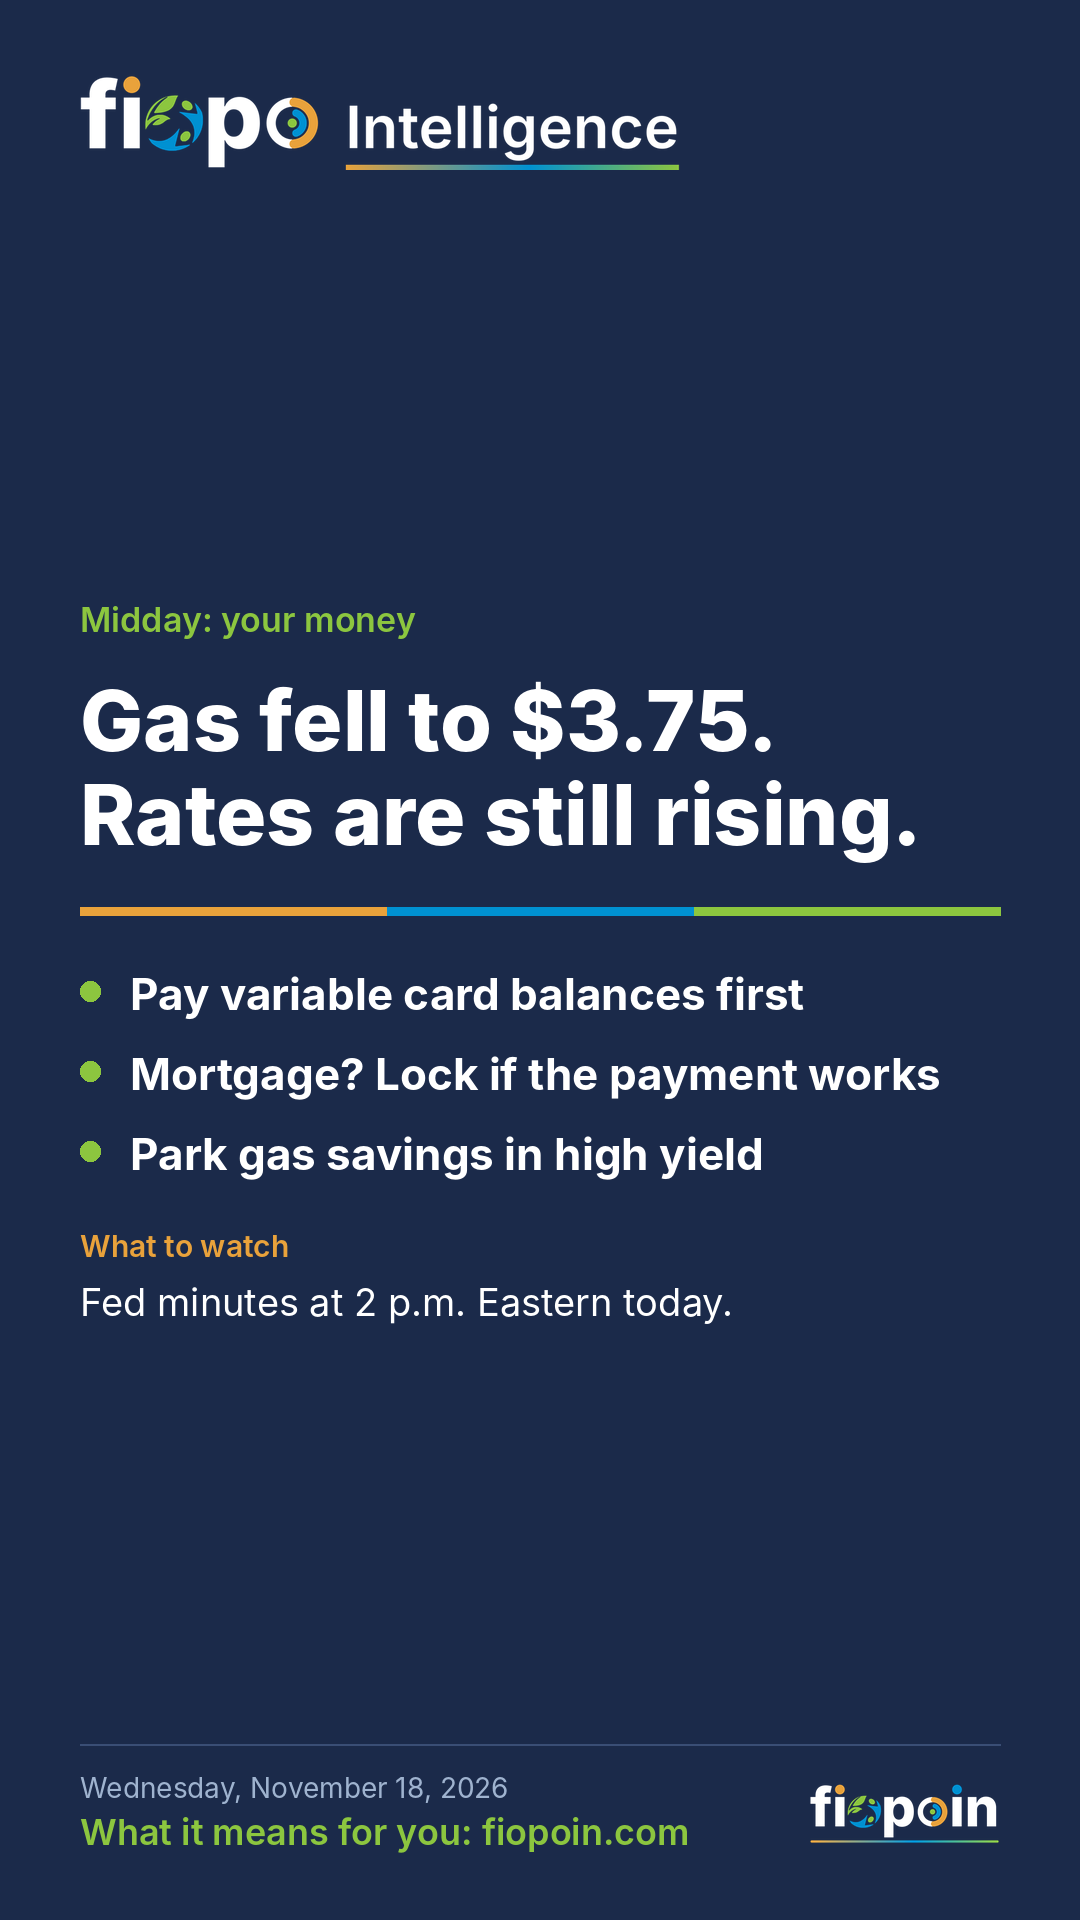 fiopo Intelligence
Midday: your money
Gas fell to $3.75.
Rates are still rising.
Pay variable card balances first
Mortgage? Lock if the payment works
Park gas savings in high yield
What to watch
Fed minutes at 2 p.m. Eastern today.
Wednesday, November 18, 2026
What it means for you: fiopoin.com
fiopoin